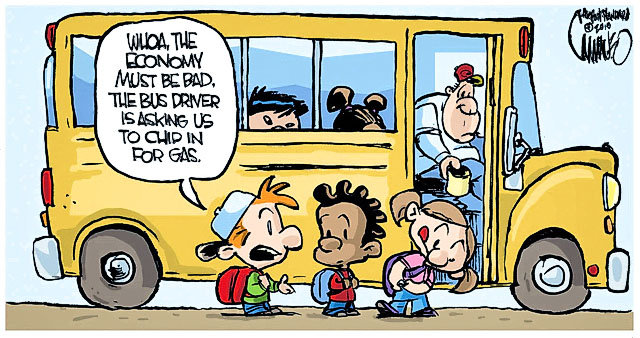 WHOA, THE
ECONOMY
MUST BE BAD,
THE BUS DRIVER
IS ASKING US
TO CHIP IN
FOR GAS.